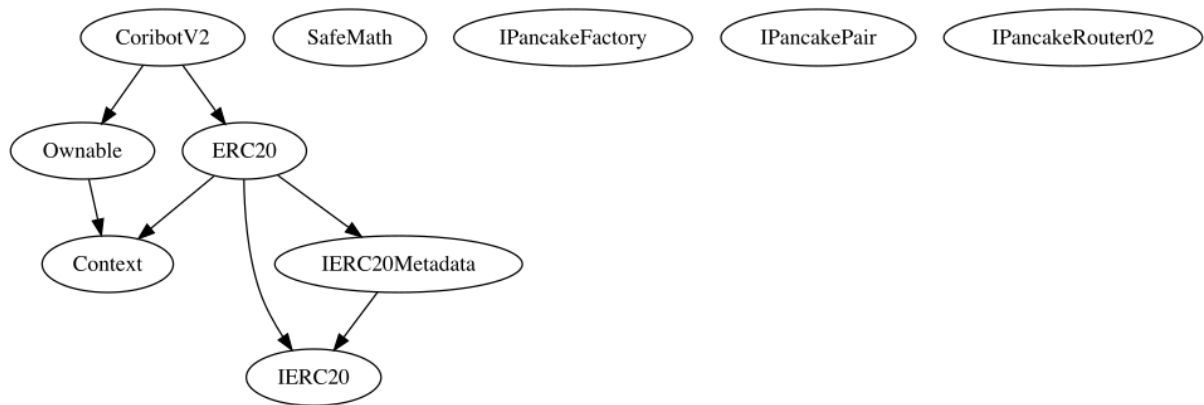 CoribotV2
SafeMath
IPancakeFactory
IPancakePair
IPancakeRouter02
Ownable
ERC20
Context
IERC20Metadata
IERC20